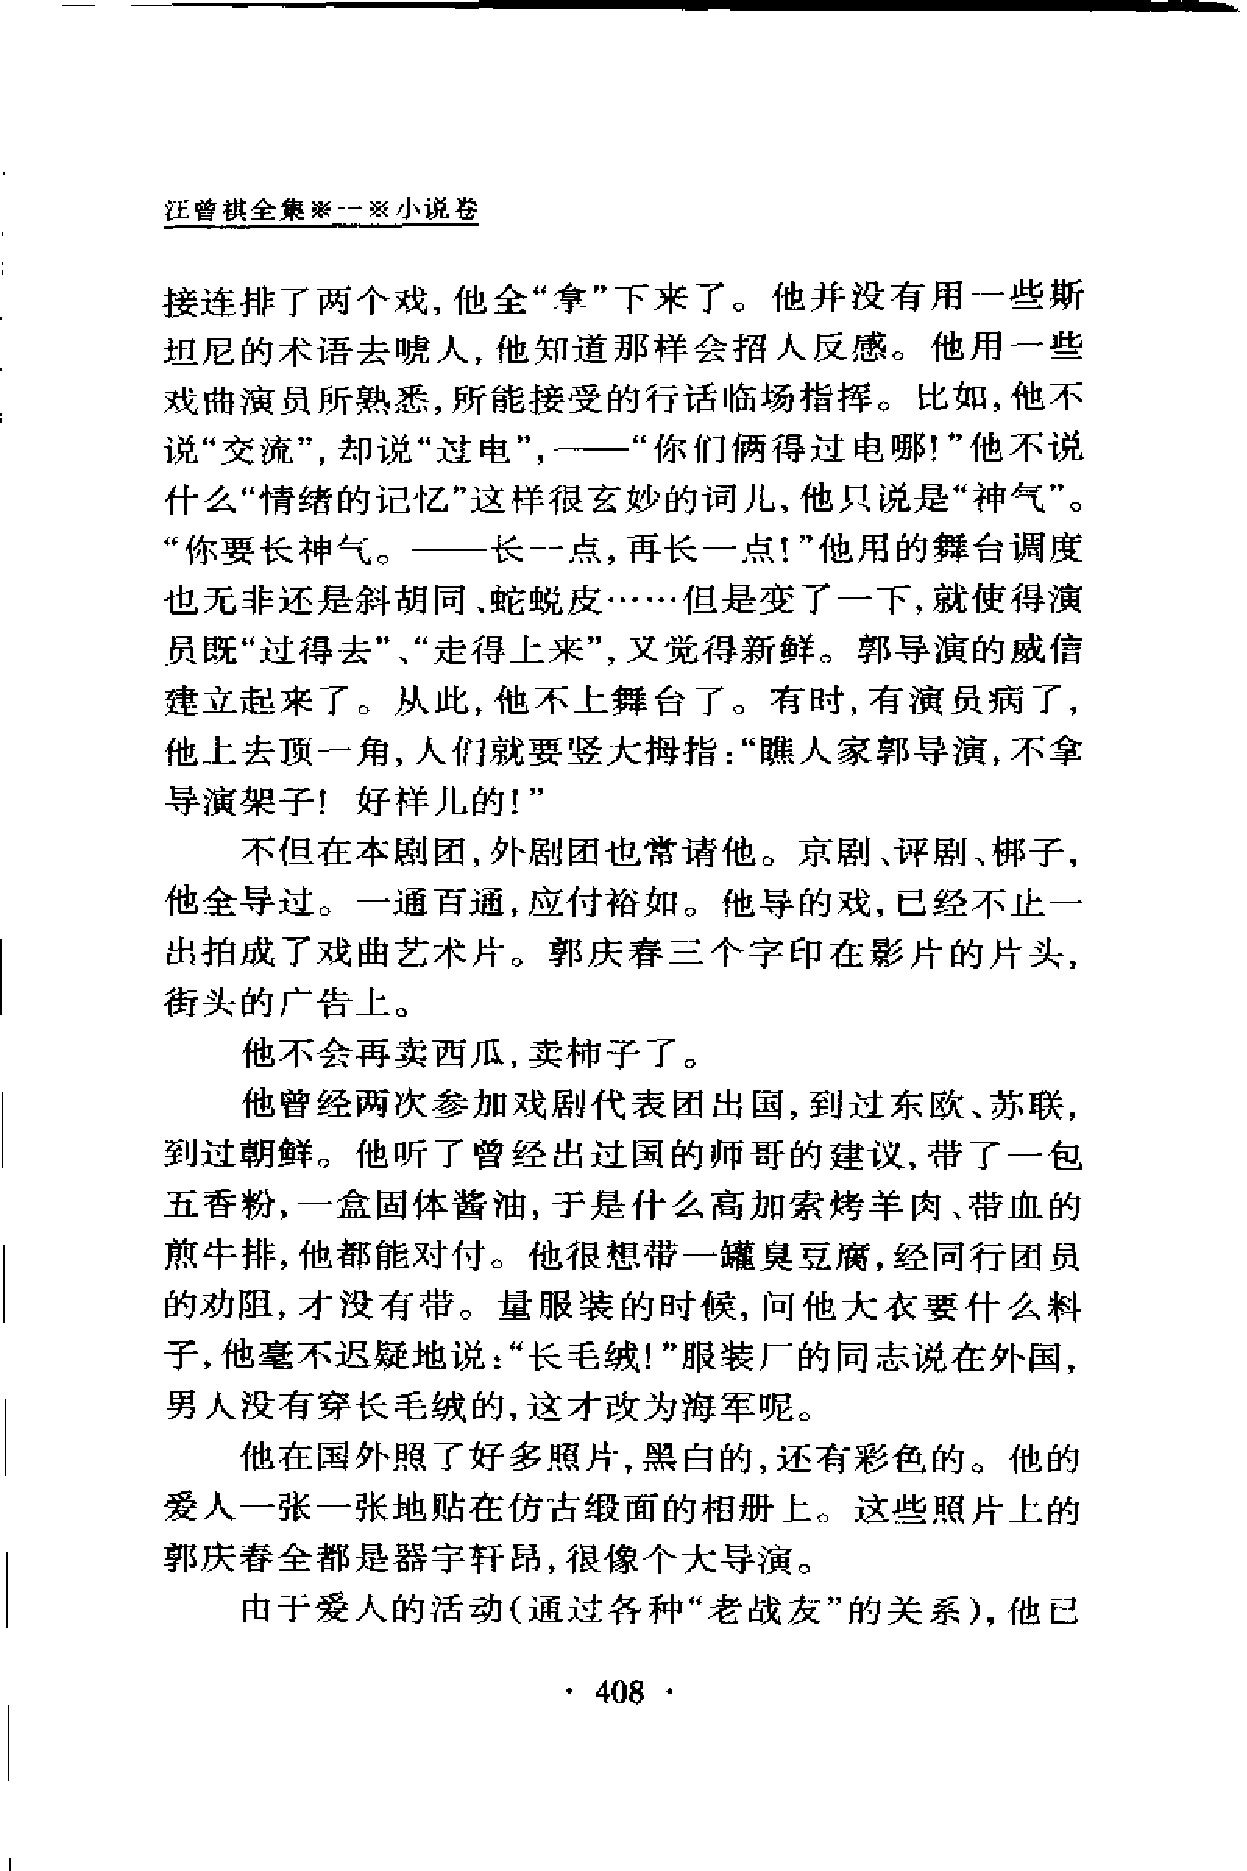 汪曾祺全集※一※小说卷
接连排了两个戏,他全“拿”下来了。他并没有用一些斯
坦尼的术语去唬人,他知道那样会招人反感。他用一些
戏曲演员所熟悉,所能接受的行话临场指挥。比如,他不
说“交流”,却说“过电”,——“你们俩得过电哪!”他不说
什么“情绪的记忆”这样很玄妙的词儿,他只说是“神气”。
“你要长神气。——长一点,再长一点!”他用的舞台调度
也无非还是斜胡同、蛇蜕皮……但是变了一下,就使得演
员既“过得去”、“走得上来”,又觉得新鲜。郭导演的威信
建立起来了。从此,他不上舞台了。有时,有演员病了,
他上去顶一角,人们就要竖大拇指:“瞧人家郭导演,不拿
导演架子!好样儿的!”
不但在本剧团,外剧团也常请他。京剧、评剧、梆子,
他全导过。一通百通,应付裕如。他导的戏,已经不止一
出拍成了戏曲艺术片。郭庆春三个字印在影片的片头,
街头的广告上。
他不会再卖西瓜,卖柿子了。
他曾经两次参加戏剧代表团出国,到过东欧、苏联,
到过朝鲜。他听了曾经出过国的师哥的建议,带了一包
五香粉,一盒固体酱油,于是什么高加索烤羊肉、带血的
煎牛排,他都能对付。他很想带一罐臭豆腐,经同行团员
的劝阻,才没有带。量服装的时候,问他大衣要什么料
子,他毫不迟疑地说:“长毛绒!”服装厂的同志说在外国,
男人没有穿长毛绒的,这才改为海军呢。
他在国外照了好多照片,黑白的,还有彩色的。他的
爱人一张一张地贴在仿古缎面的相册上。这些照片上的
郭庆春全都是器宇轩昂,很像个大导演。
由于爱人的活动(通过各种“老战友”的关系),他已
· 408 ·